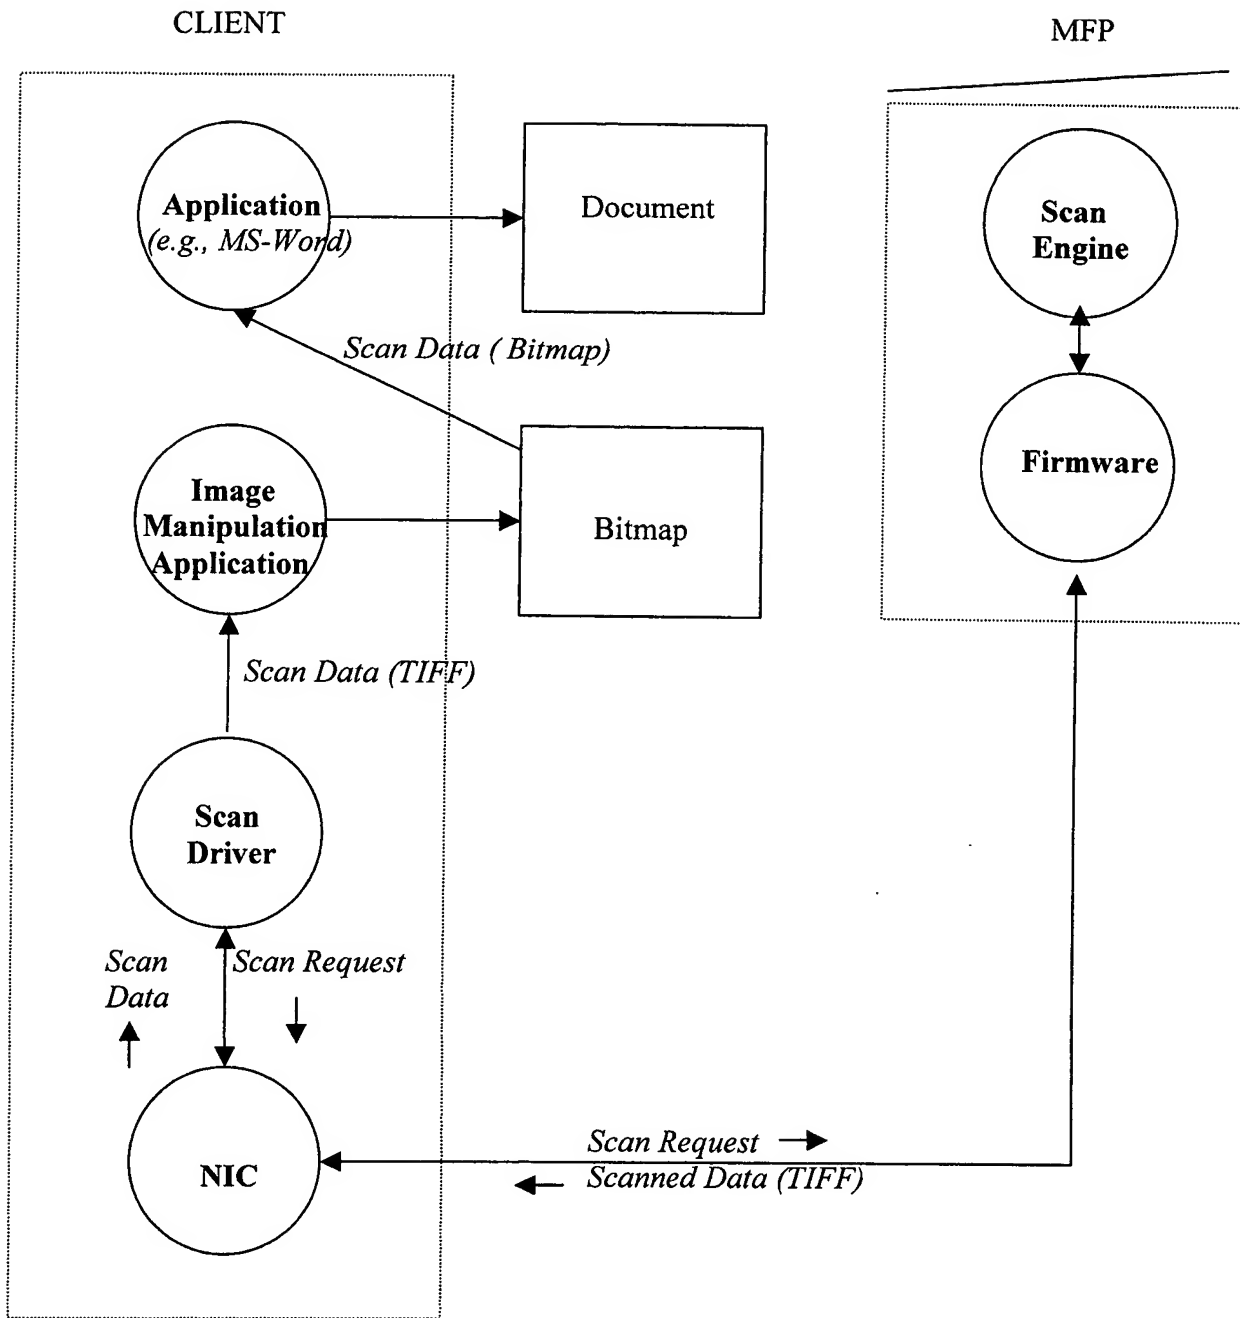 CLIENT
MFP
Application
(e.g., MS-Word)
Document
Scan
Engine
Scan Data ( Bitmap)
Firmware
Image
Manipulation
Application
Bitmap
Scan Data (TIFF)
Scan
Driver
Scan
Data
Scan Request
NIC
Scan Request
Scanned Data (TIFF)